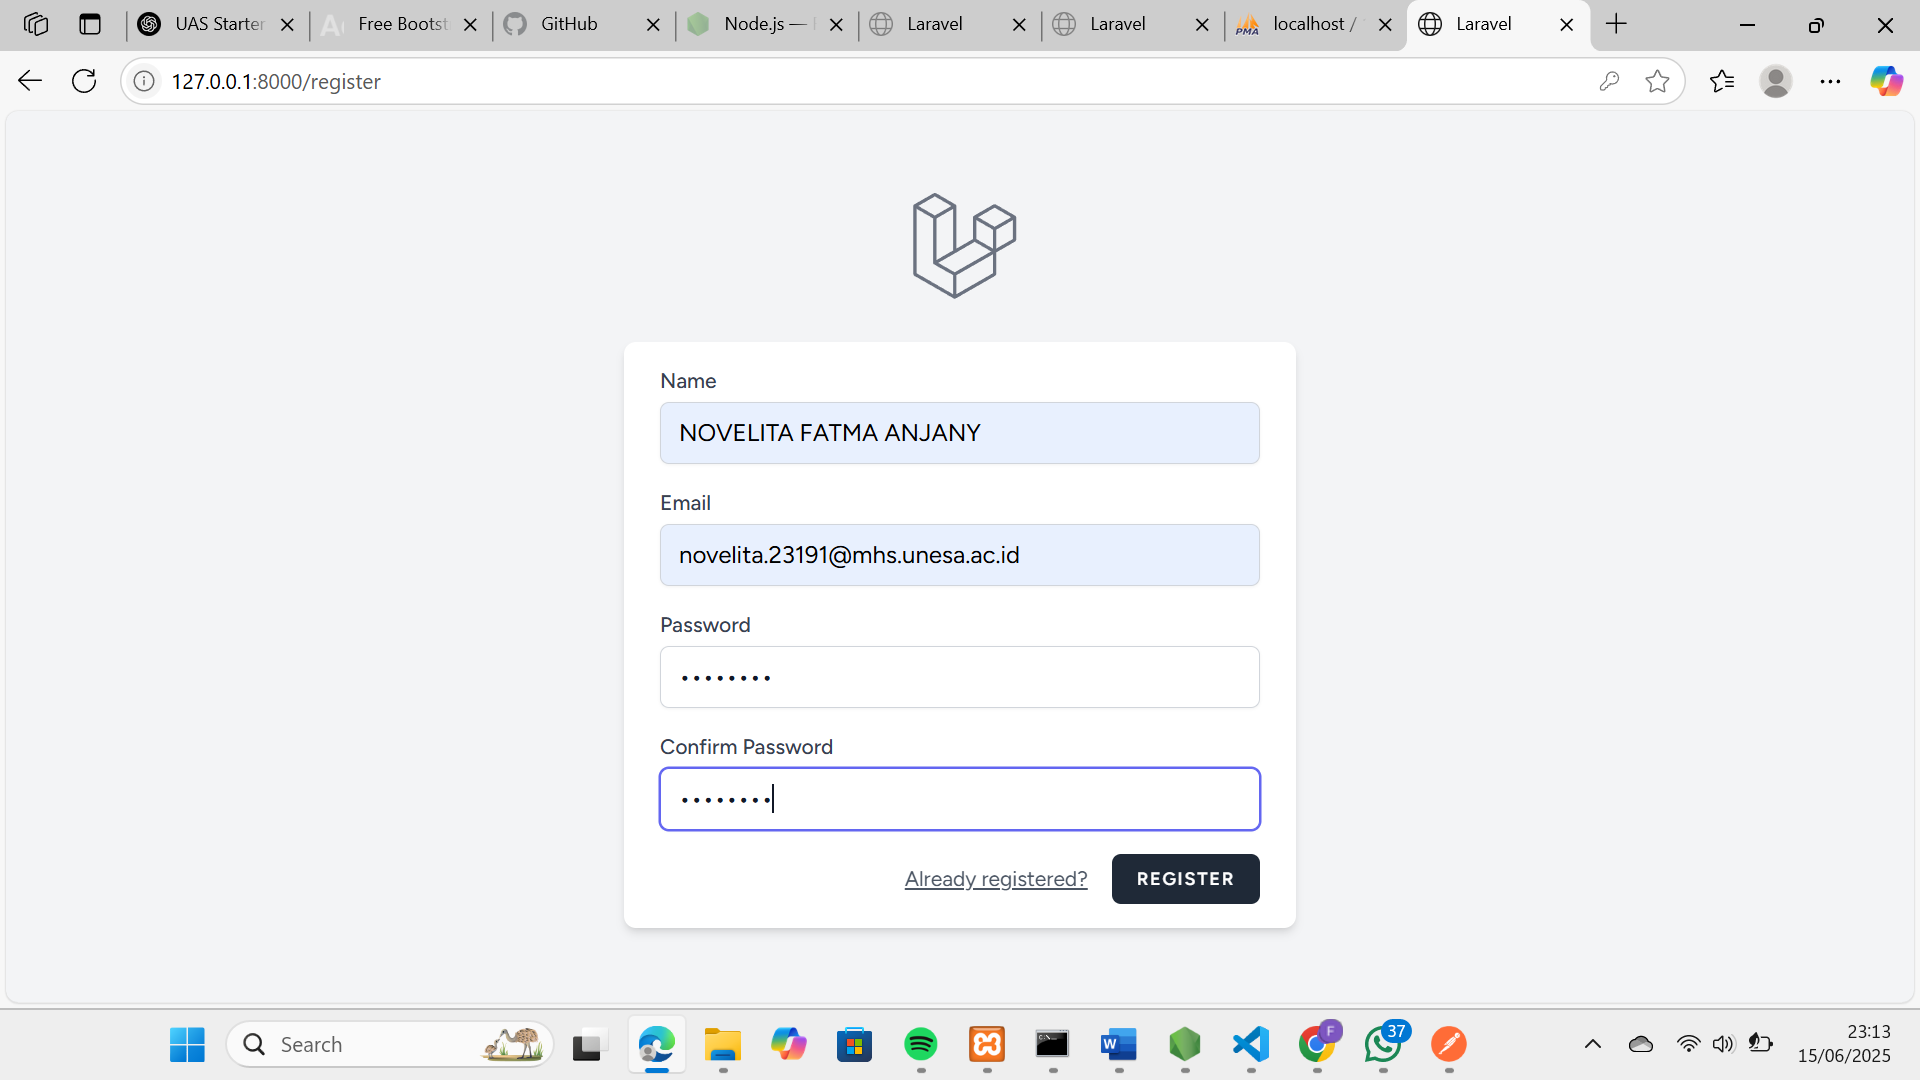 UAS Starter
Free Bootst
GitHub
Node.js —
Laravel
Laravel
PMA
localhost /
Laravel
127.0.0.1:8000/register
Name
NOVELITA FATMA ANJANY
Email
novelita.23191@mhs.unesa.ac.id
Password
••••••••
Confirm Password
••••••••
Already registered?
REGISTER
Search
W
F
37
23:13
15/06/2025